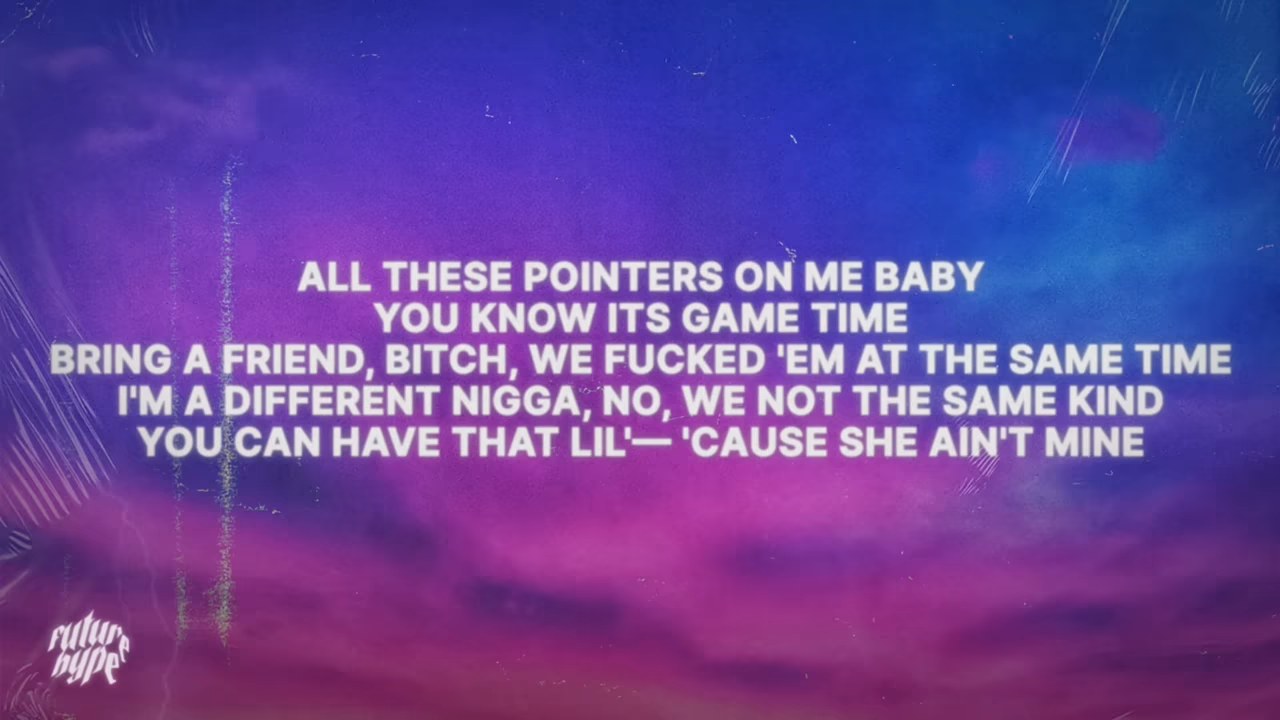 ALL THESE POINTERS ON ME BABY
YOU KNOW ITS GAME TIME
BRING A FRIEND, BITCH, WE FUCKED 'EM AT THE SAME TIME
I'M A DIFFERENT NIGGA, NO, WE NOT THE SAME KIND
YOU CAN HAVE THAT LIL'— 'CAUSE SHE AIN'T MINE
future
hype